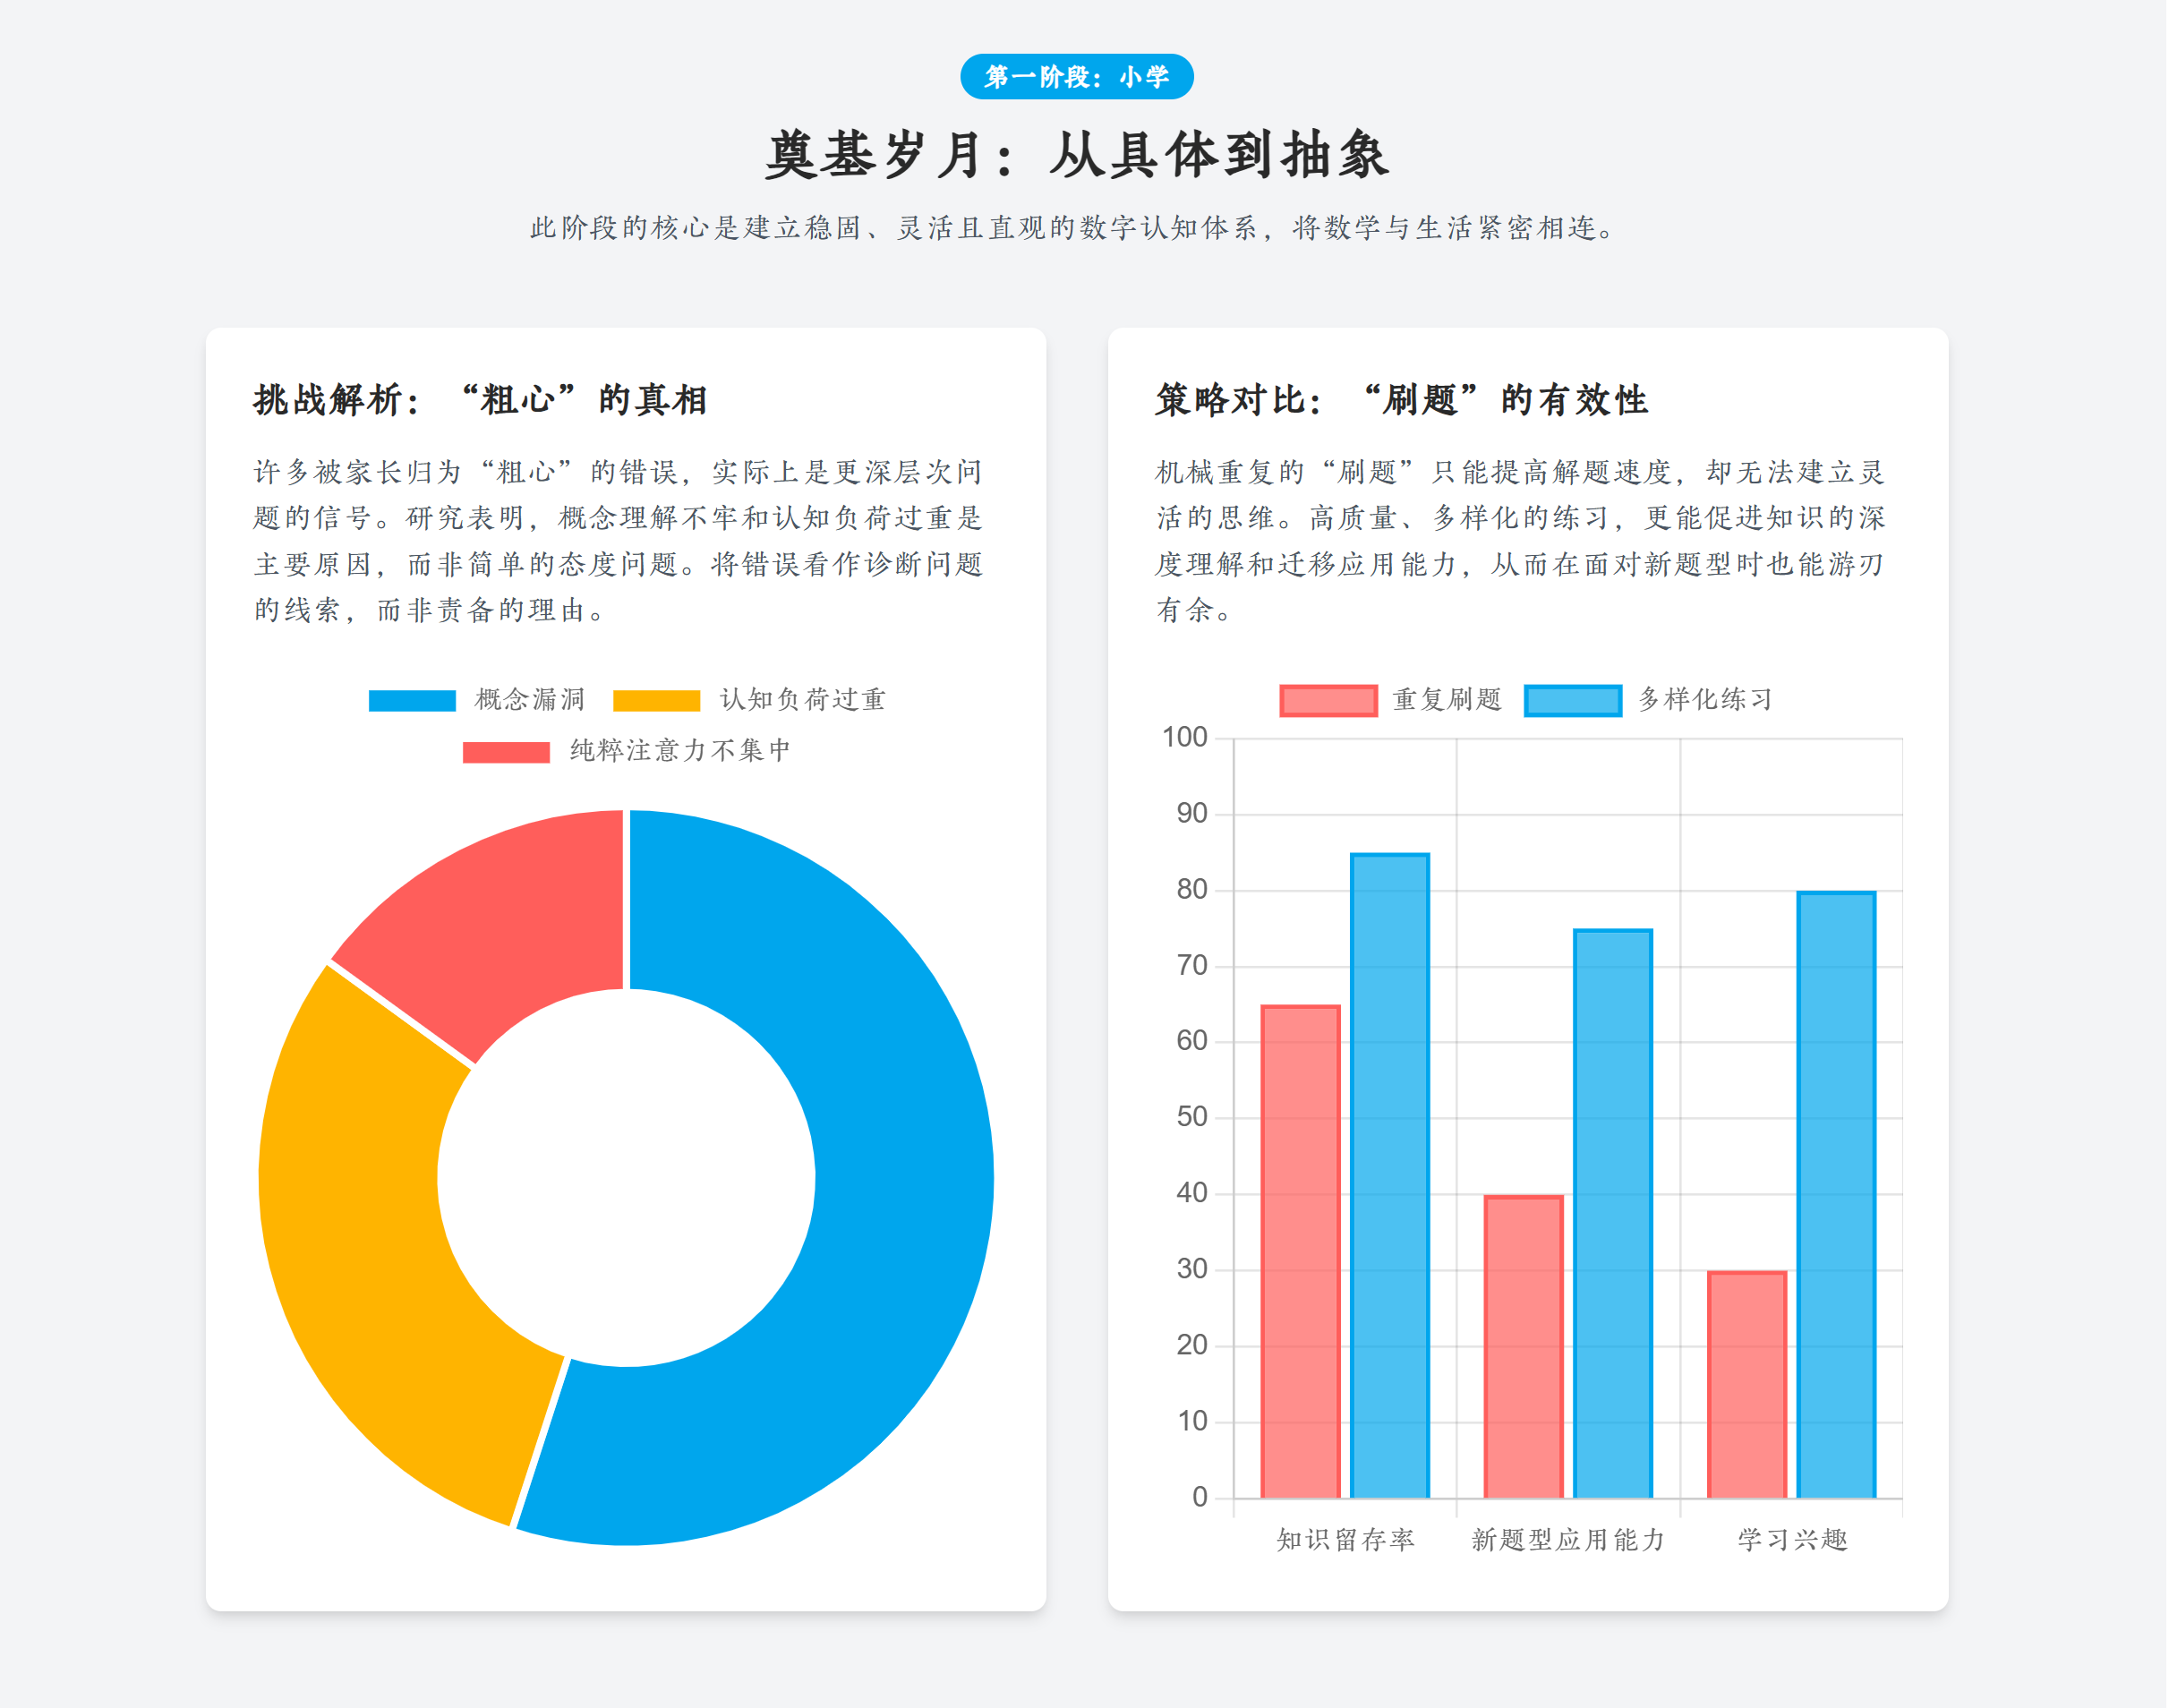 第一阶段：小学
奠基岁月：从具体到抽象
此阶段的核心是建立稳固、灵活且直观的数字认知体系，将数学与生活紧密相连。
挑战解析：“粗心”的真相
许多被家长归为“粗心”的错误，实际上是更深层次问
题的信号。研究表明，概念理解不牢和认知负荷过重是
主要原因，而非简单的态度问题。将错误看作诊断问题
的线索，而非责备的理由。
概念漏洞 认知负荷过重
纯粹注意力不集中
策略对比：“刷题”的有效性
机械重复的“刷题”只能提高解题速度，却无法建立灵
活的思维。高质量、多样化的练习，更能促进知识的深
度理解和迁移应用能力，从而在面对新题型时也能游刃
有余。
重复刷题 多样化练习
100
90
80
70
60
50
40
30
20
10
0
知识留存率 新题型应用能力 学习兴趣